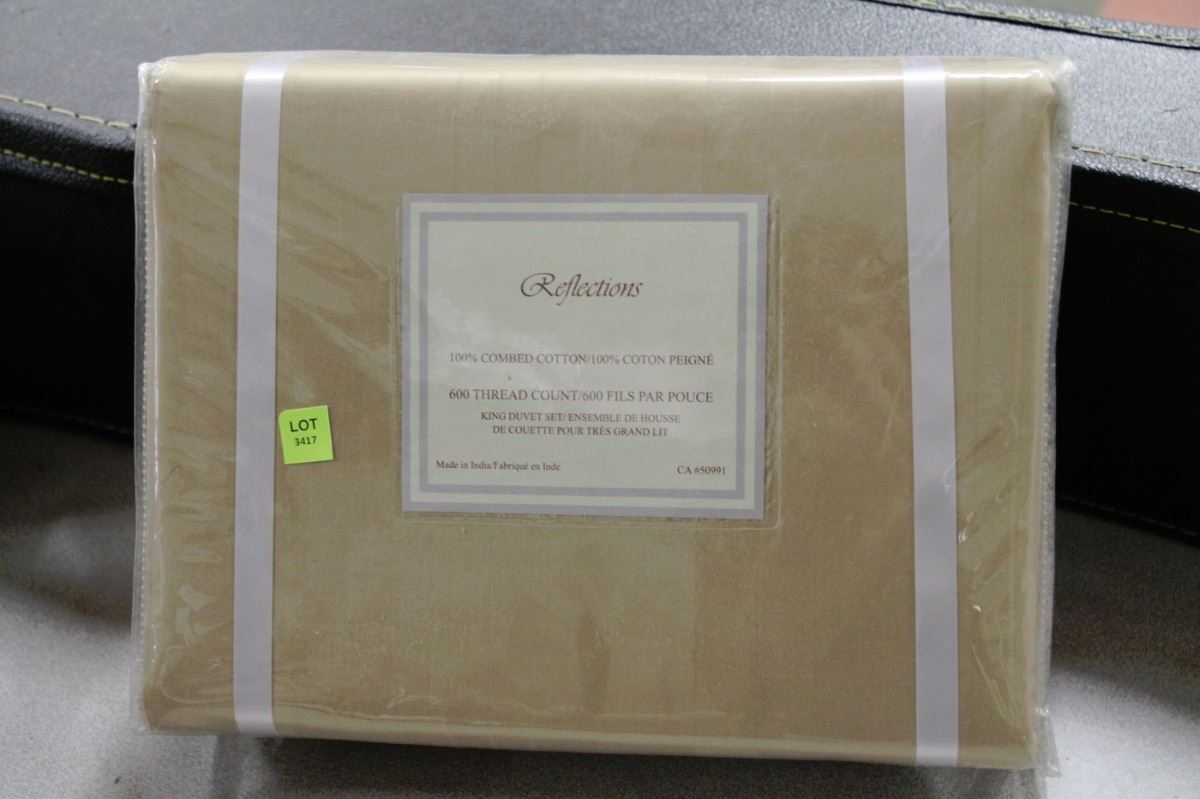 Reflections
100% COMBED COTTON/100% COTON PEIGNÉ
600 THREAD COUNT/600 FILS PAR POUCE
KING DUVET SET/ ENSEMBLE DE HOUSSE
DE COUETTE POUR TRÈS GRAND LIT
Made in India/Fabriqué en Inde
CA #50991
LOT
3417